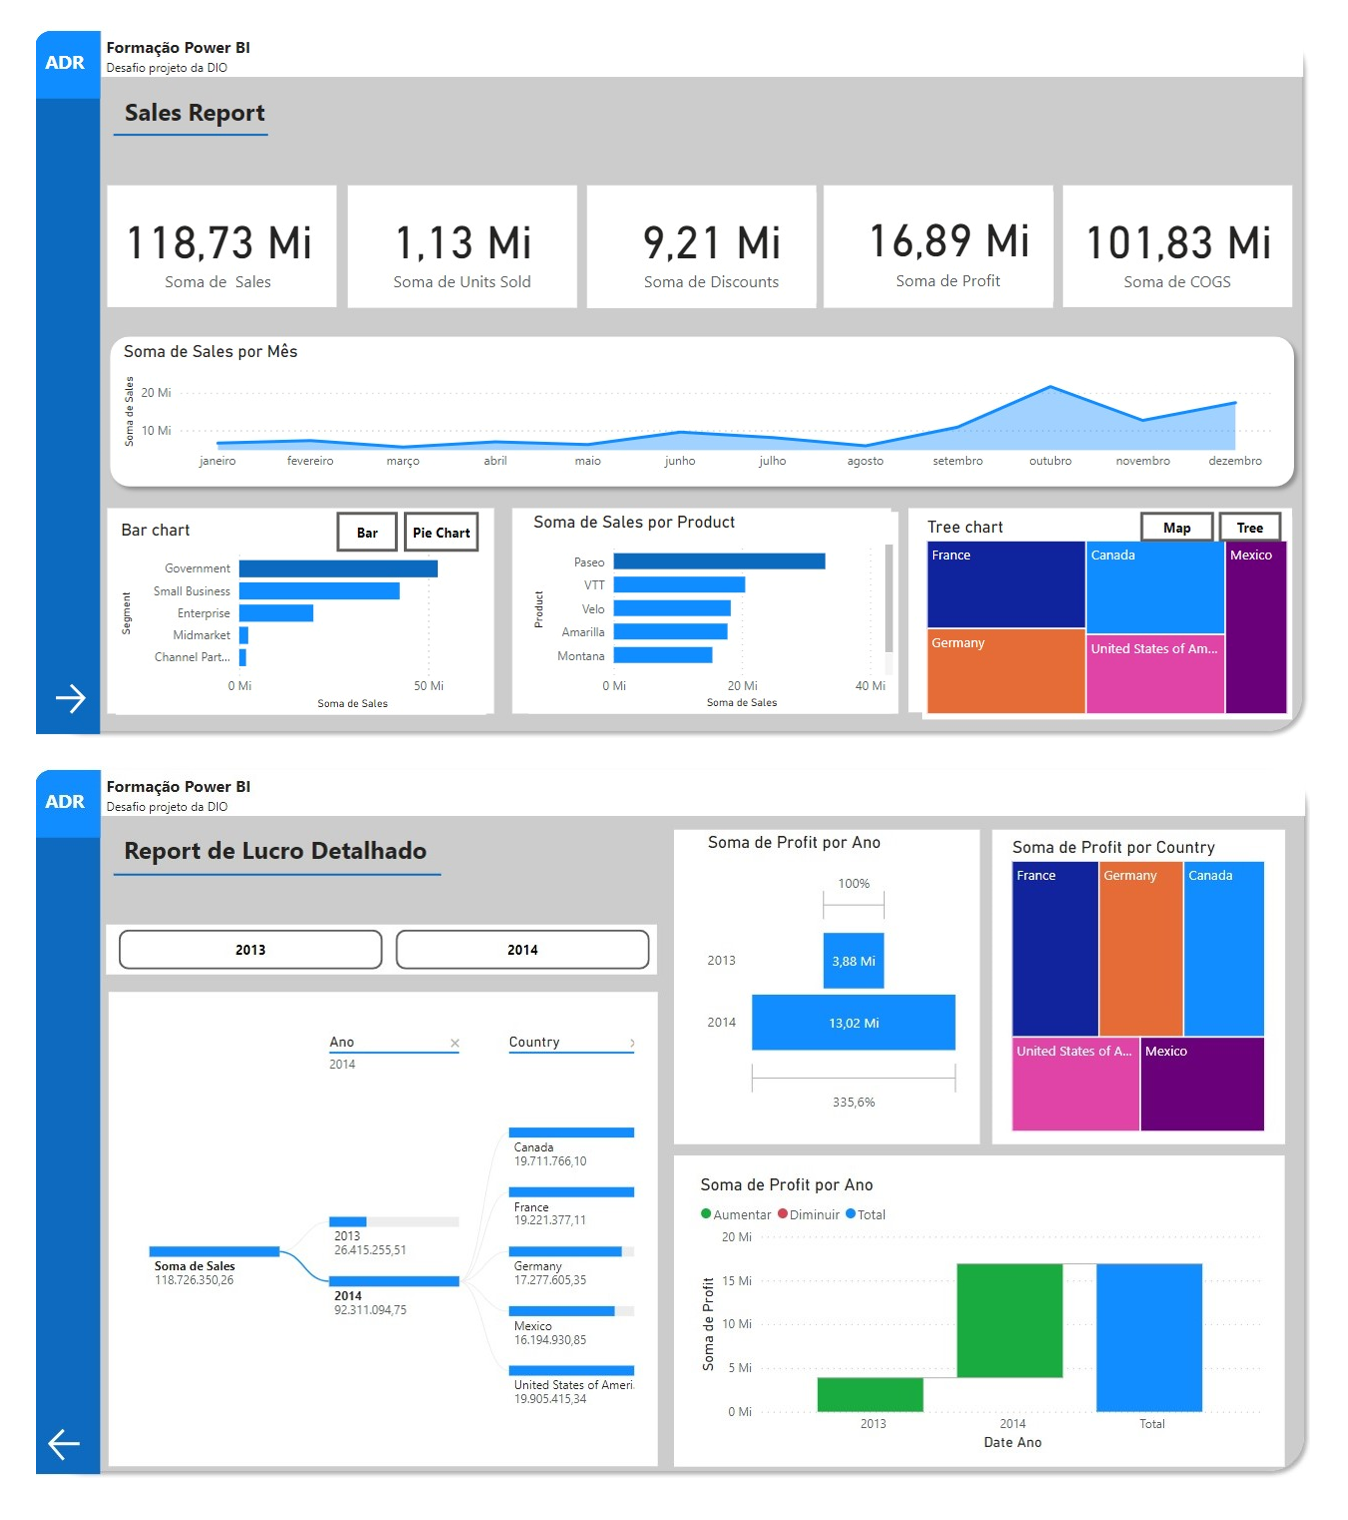 ADR
Formação Power BI
Desafio projeto da DIO
Sales Report
118,73 Mi
Soma de  Sales
1,13 Mi
Soma de Units Sold
9,21 Mi
Soma de Discounts
16,89 Mi
Soma de Profit
101,83 Mi
Soma de COGS
Soma de Sales por Mês
Soma de Sales
20 Mi
10 Mi
janeiro fevereiro março abril maio junho julho agosto setembro outubro novembro dezembro
Bar chart
Bar
Pie Chart
Segment
Government
Small Business
Enterprise
Midmarket
Channel Part...
0 Mi 50 Mi
Soma de Sales
Soma de Sales por Product
Product
Paseo
VTT
Velo
Amarilla
Montana
0 Mi 20 Mi 40 Mi
Soma de Sales
Tree chart
Map
Tree
France
Canada
Mexico
Germany
United States of Am...
ADR
Formação Power BI
Desafio projeto da DIO
Report de Lucro Detalhado
2013
2014
Ano
2014
Country
Soma de Sales
118.726.350,26
2013
26.415.255,51
2014
92.311.094,75
Canada
19.711.766,10
France
19.221.377,11
Germany
17.277.605,35
Mexico
16.194.930,85
United States of Ameri
19.905.415,34
Soma de Profit por Ano
100%
2013
3,88 Mi
2014
13,02 Mi
335,6%
Soma de Profit por Country
France
Germany
Canada
United States of A...
Mexico
Soma de Profit por Ano
Aumentar Diminuir Total
Soma de Profit
20 Mi
15 Mi
10 Mi
5 Mi
0 Mi
2013 2014 Total
Date Ano